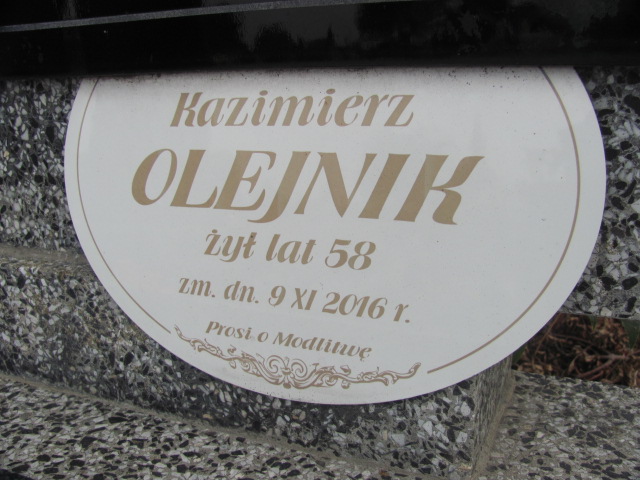 Kazimierz
OLEJNIK
żył lat 58
zm. dn. 9 XI 2016 r.
Prosi o Modlitwę